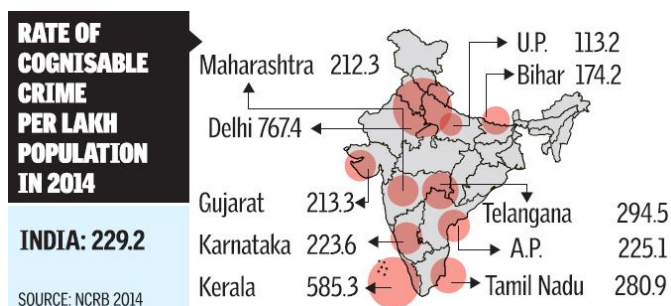 RATE OF
COGNISABLE
CRIME
PER LAKH
POPULATION
IN 2014
INDIA: 229.2
SOURCE: NCRB 2014
U.P. 113.2
Maharashtra 212.3
Bihar 174.2
Delhi 767.4
Gujarat 213.3
Telangana 294.5
Karnataka 223.6
A.P. 225.1
Kerala 585.3
Tamil Nadu 280.9